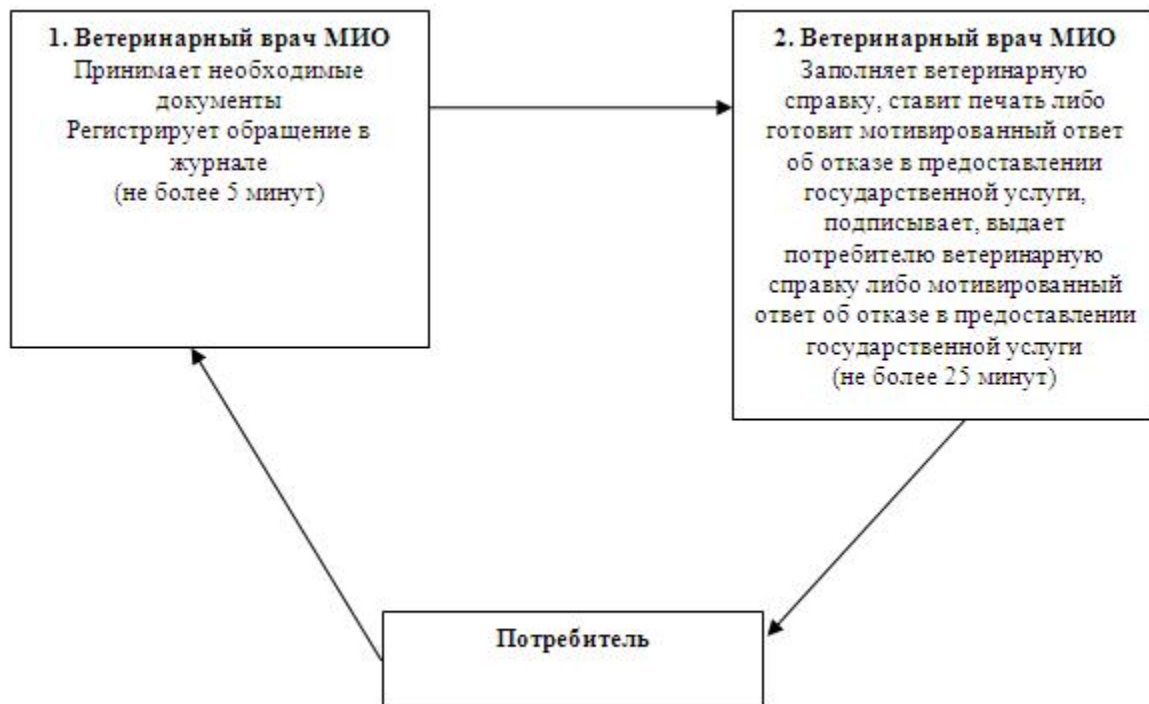 1. Ветеринарный врач МИО
Принимает необходимые
документы
Регистрирует обращение в
журнале
(не более 5 минут)
2. Ветеринарный врач МИО
Заполняет ветеринарную
справку, ставит печать либо
готовит мотивированный ответ
об отказе в предоставлении
государственной услуги,
подписывает, выдает
потребителю ветеринарную
справку либо мотивированный
ответ об отказе в предоставлении
государственной услуги
(не более 25 минут)
Потребитель